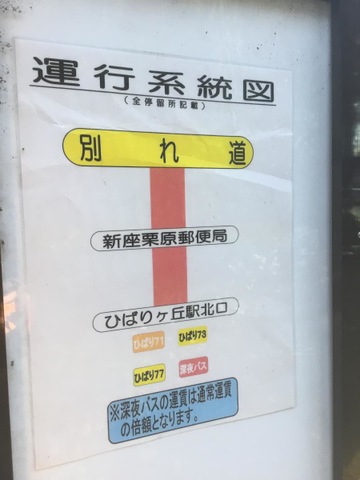 運行系統図
(全停留所記載)
別れ道
新座栗原郵便局
ひばりヶ丘駅北口
ひばり71 ひばり73
ひばり77 深夜バス
※深夜バスの運賃は通常運賃
の倍額となります。